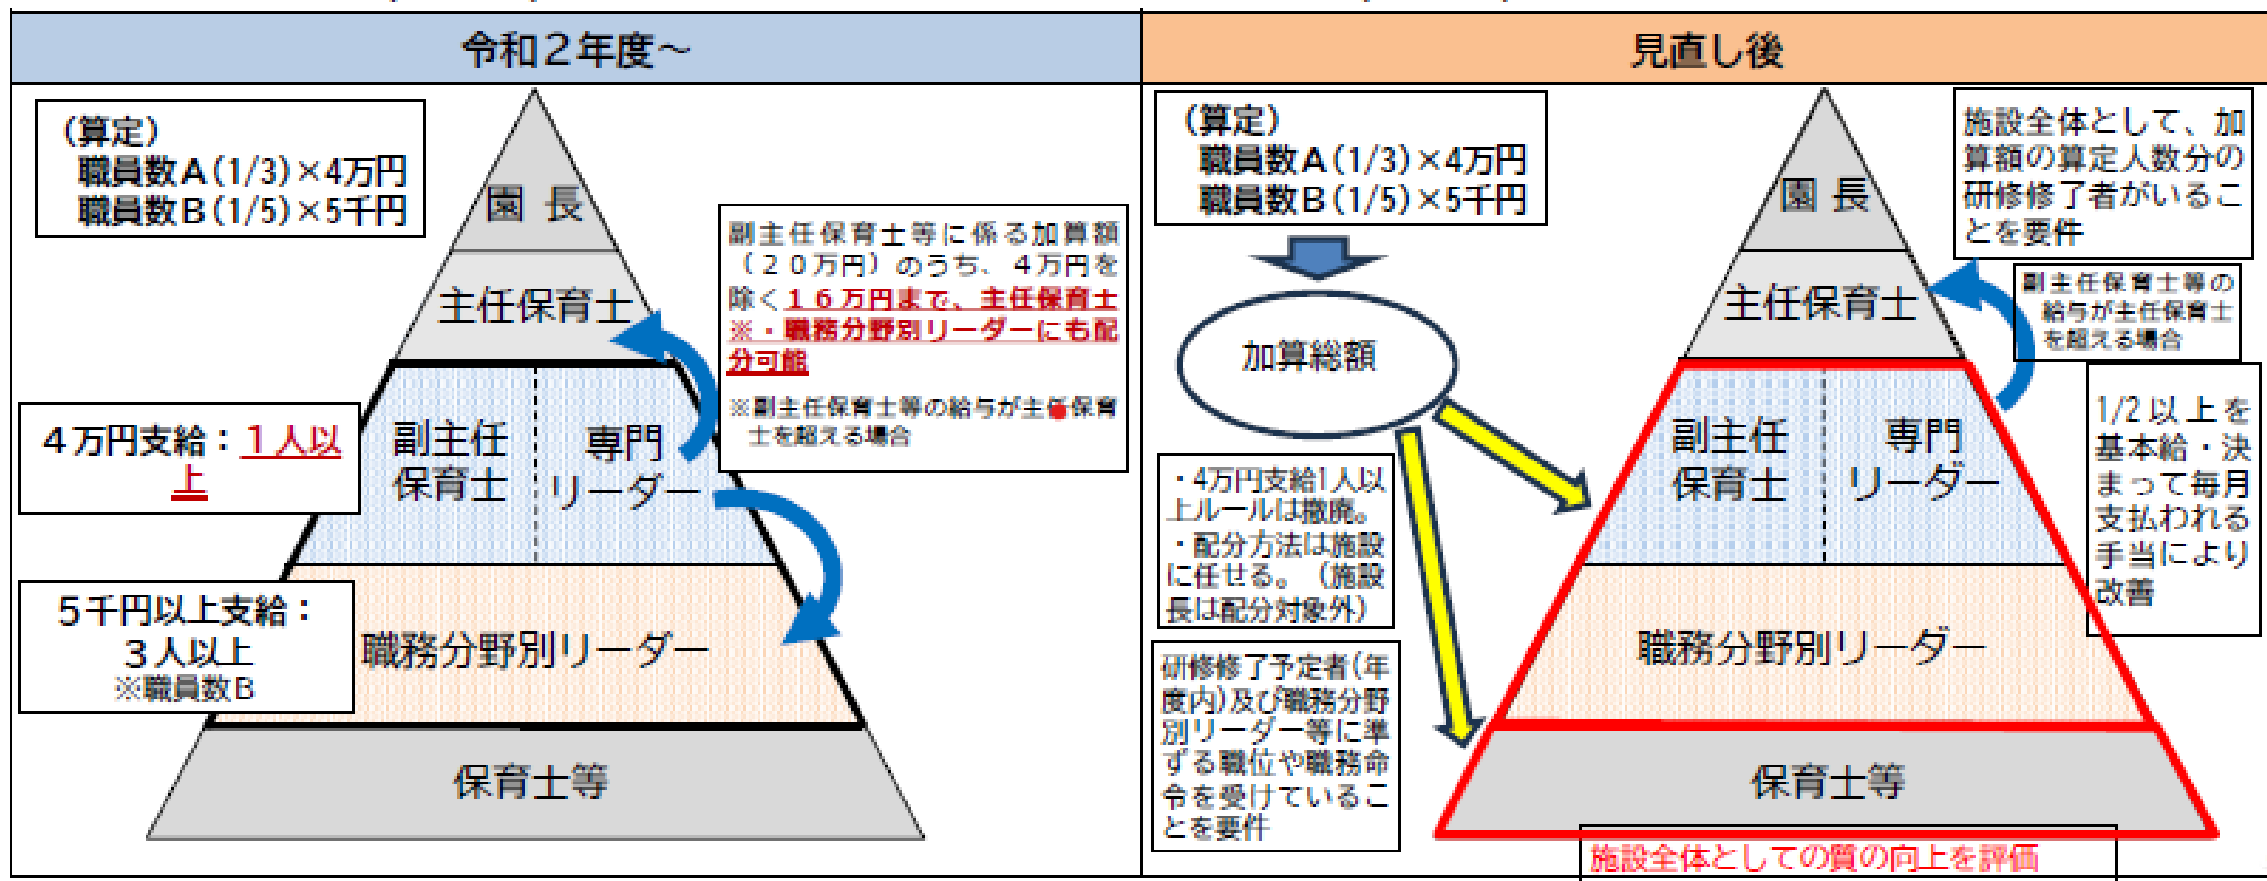 令和２年度～
（算定）
職員数Ａ(1/3)×4万円
職員数Ｂ(1/5)×5千円
園 長
主任保育士
副主任保育士等に係る加算額
（２０万円）のうち、４万円を
除く１６万円まで、主任保育士
※・職務分野別リーダーにも配
分可能
※副主任保育士等の給与が主任保育
士を超える場合
４万円支給：１人以
上
副主任
保育士
専門
リーダー
５千円以上支給：
３人以上
※職員数Ｂ
職務分野別リーダー
保育士等
見直し後
（算定）
職員数Ａ(1/3)×4万円
職員数Ｂ(1/5)×5千円
加算総額
・4万円支給1人以
上ルールは撤廃。
・配分方法は施設
に任せる。（施設
長は配分対象外）
研修修了予定者(年
度内)及び職務分野
別リーダー等に準
ずる職位や職務命
令を受けているこ
とを要件
園 長
主任保育士
施設全体として、加
算額の算定人数分の
研修修了者がいるこ
とを要件
副主任保育士等の
給与が主任保育士
を超える場合
副主任
保育士
専門
リーダー
1/2以上を
基本給・決
まって毎月
支払われる
手当により
改善
職務分野別リーダー
保育士等
施設全体としての質の向上を評価